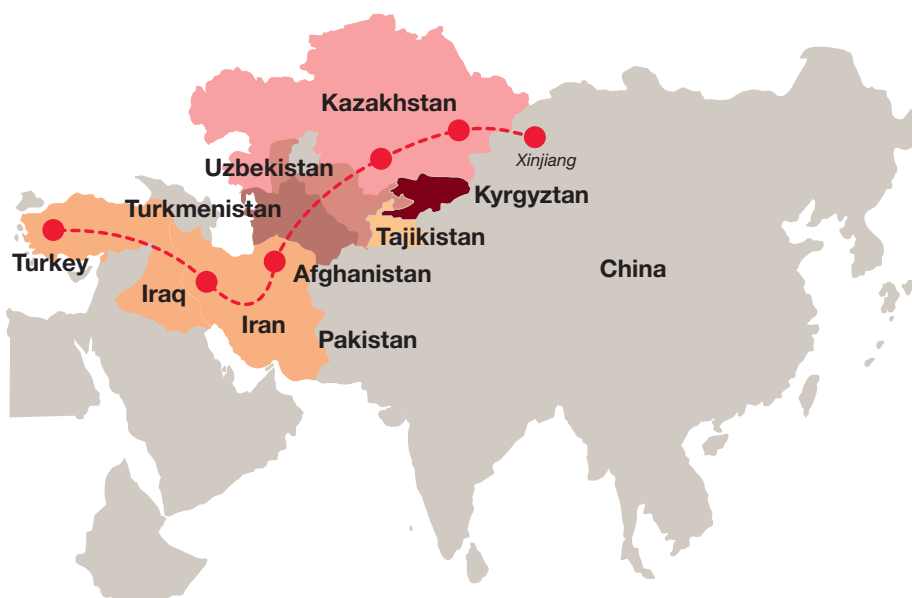 Kazakhstan
Xinjiang
Uzbekistan
Kyrgyztan
Turkmenistan
Tajikistan
Turkey
Afghanistan
China
Iraq
Iran
Pakistan